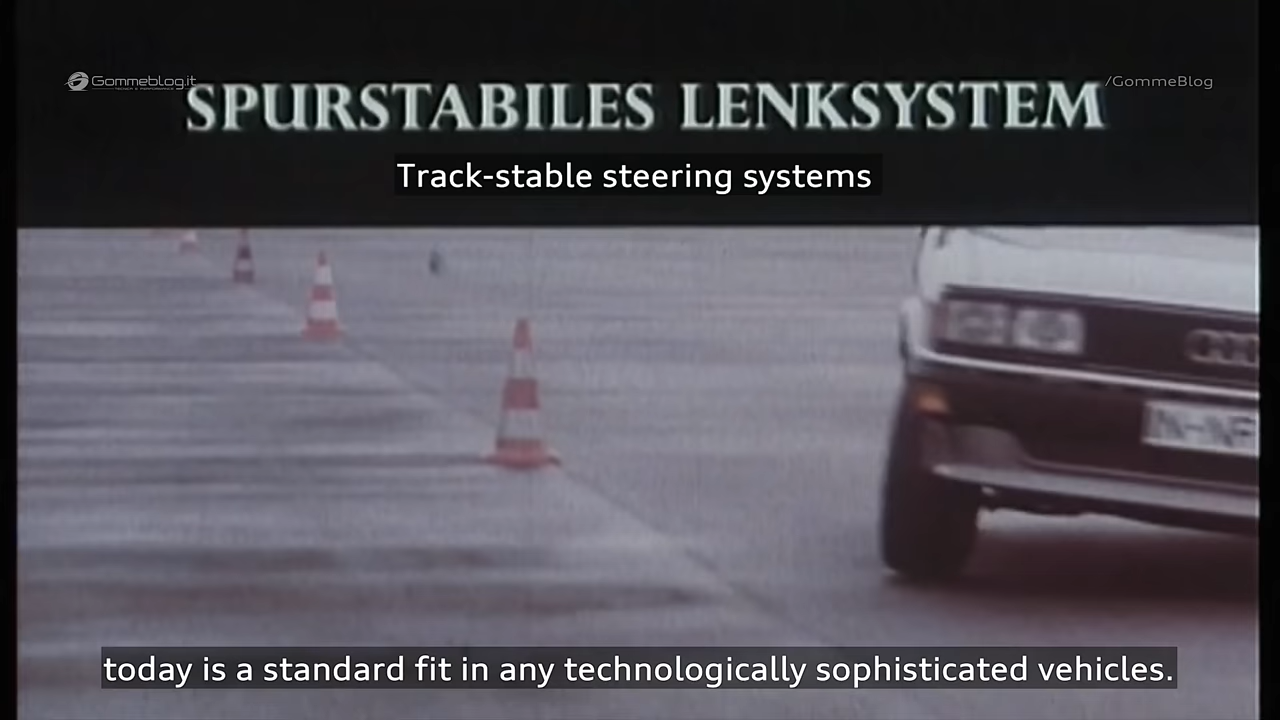 Gommeblog.it
/GommeBlog
SPURSTABILES LENKSYSTEM
Track-stable steering systems
today is a standard fit in any technologically sophisticated vehicles.